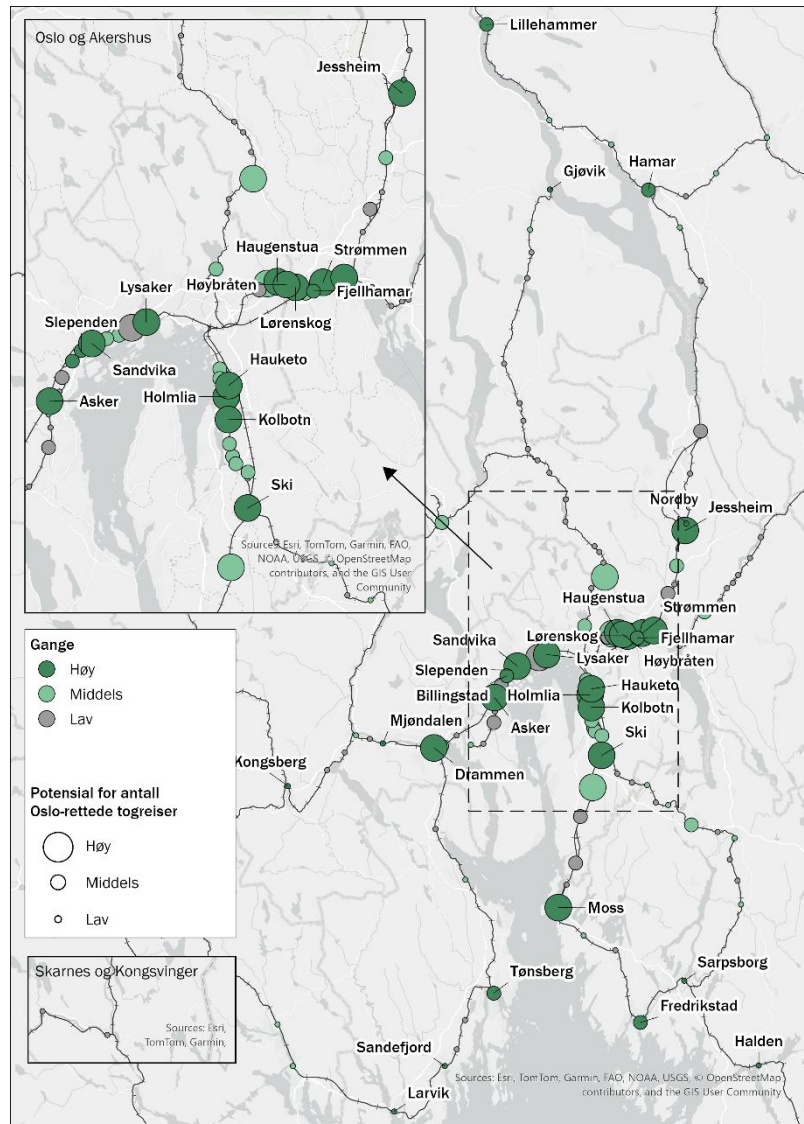 Oslo og Akershus
Jessheim
Haugenstua
Strømmen
Lysaker
Høybråten
Fjellhamar
Slependen
Lørenskog
Sandvika
Hauketo
Asker
Holmlia
Kolbotn
Ski
Sources: Esri, TomTom, Garmin, FAO,
NOAA, USGS, © OpenStreetMap
contributors, and the GIS User
Community
Lillehammer
Hamar
Gjøvik
Nordby
Jessheim
Haugenstua
Strømmen
Sandvika
Lørenskog
Fjellhamar
Slependen
Lysaker
Høybråten
Billingstad
Holmlia
Hauketo
Kolbotn
Mjøndalen
Asker
Ski
Kongsberg
Drammen
Moss
Tønsberg
Sarpsborg
Fredrikstad
Sandefjord
Halden
Larvik
Gange
Høy
Middels
Lav
Potensial for antall
Oslo-rettede togreiser
Høy
Middels
Lav
Skarnes og Kongsvinger
Sources: Esri,
TomTom, Garmin,
Sources: Esri, TomTom, Garmin, FAO, NOAA, USGS, © OpenStreetMap
contributors, and the GIS User Community